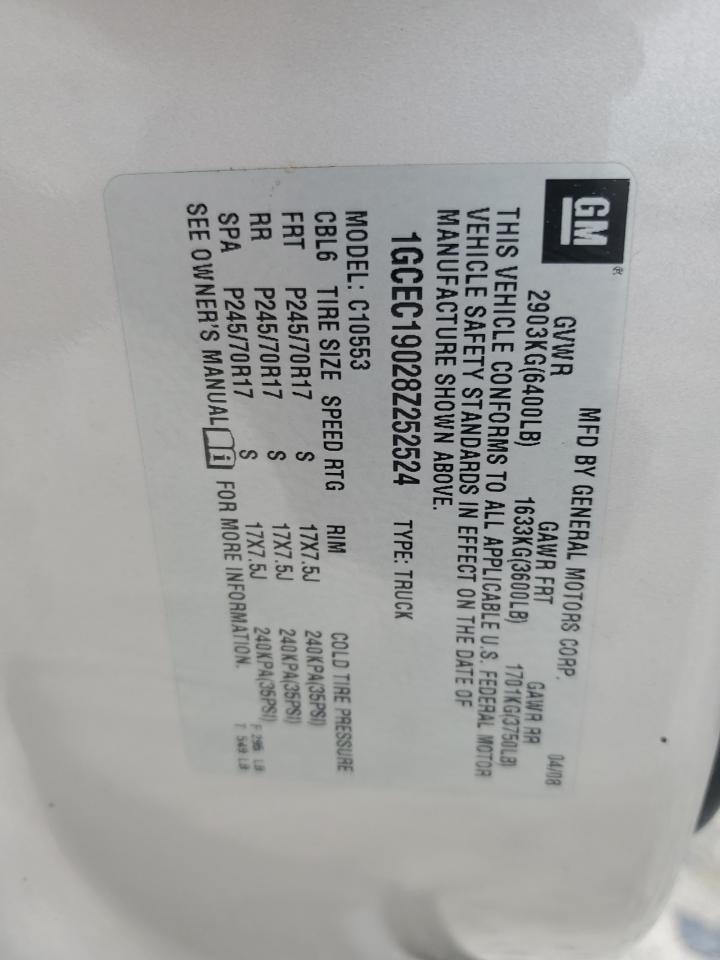 GM ®
MFD BY GENERAL MOTORS CORP. 04/08
GVWR GAWR FRT GAWR RR
2903KG(6400LB) 1633KG(3600LB) 1701KG(3750LB)
THIS VEHICLE CONFORMS TO ALL APPLICABLE U.S. FEDERAL MOTOR
VEHICLE SAFETY STANDARDS IN EFFECT ON THE DATE OF
MANUFACTURE SHOWN ABOVE.
1GCEC19028Z252524 TYPE: TRUCK
MODEL: C10553
CBL6 TIRE SIZE SPEED RTG RIM COLD TIRE PRESSURE
FRT P245/70R17 S 17X7.5J 240KPA(35PSI)
RR P245/70R17 S 17X7.5J 240KPA(35PSI)
SPA P245/70R17 S 17X7.5J 240KPA(35PSI)
SEE OWNER'S MANUAL i FOR MORE INFORMATION.
F 295 LB
T 549 LB